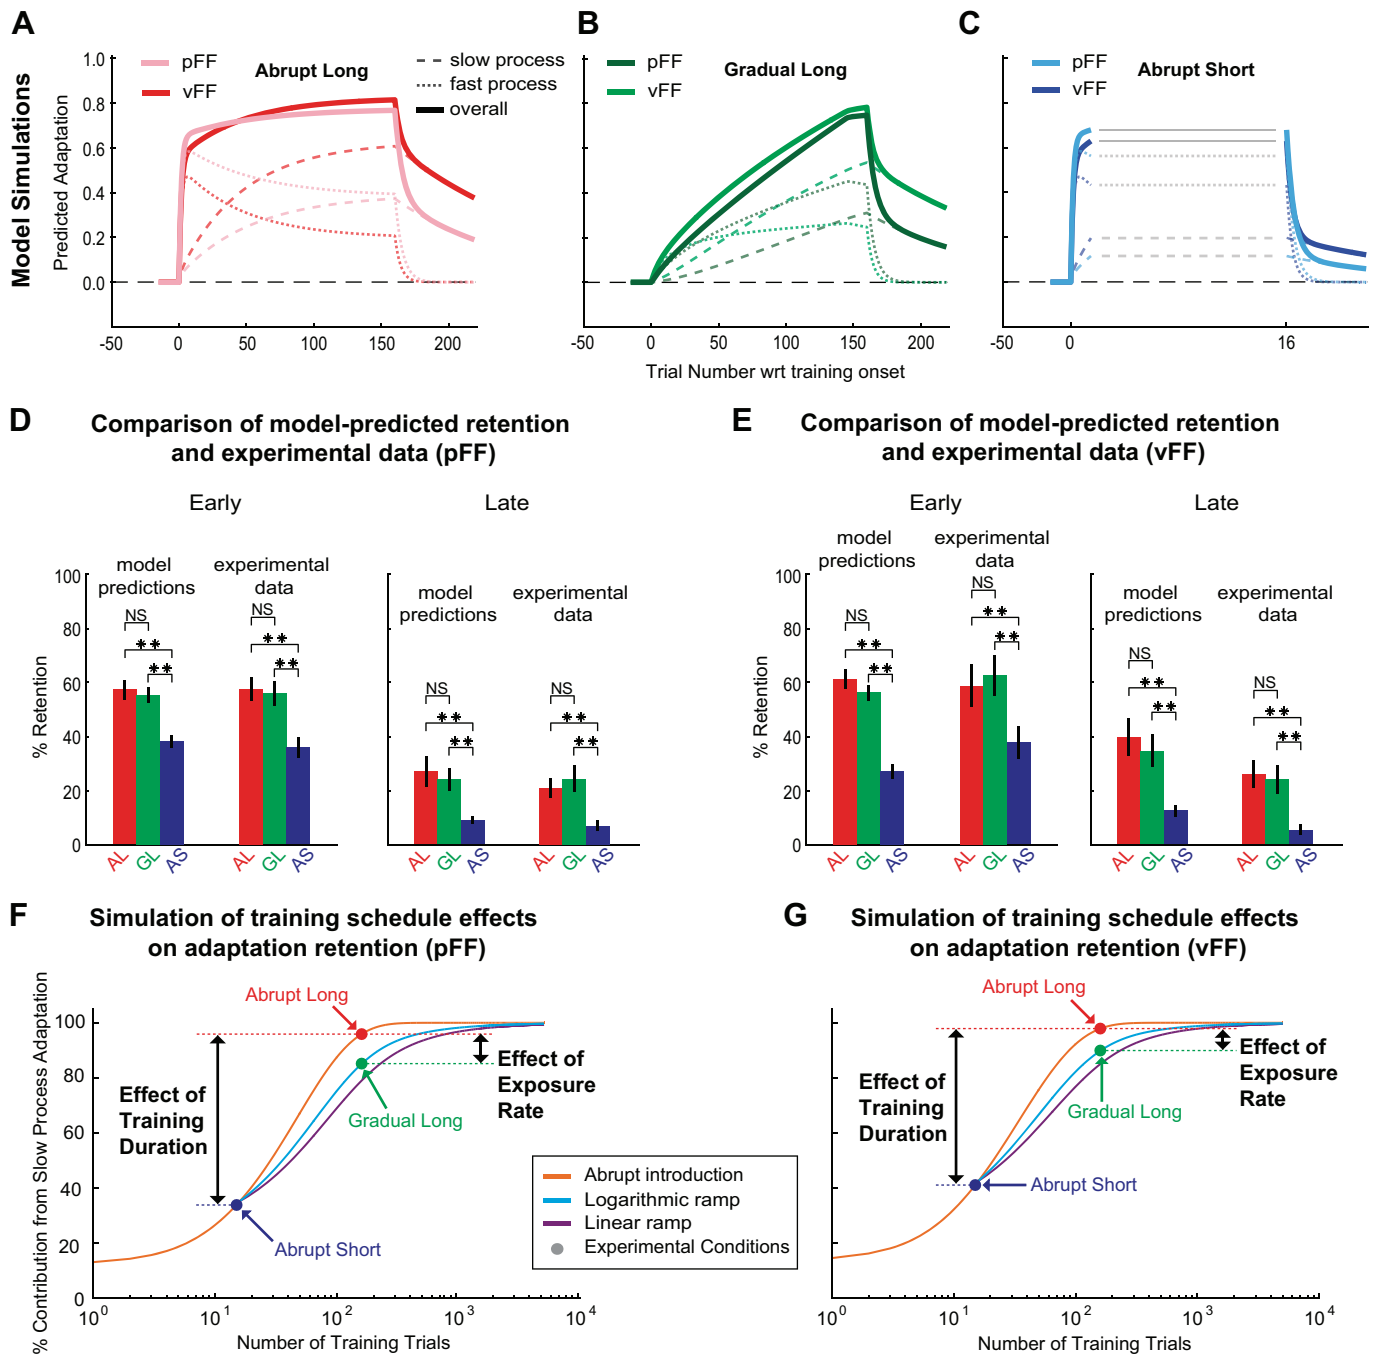 A
B
C
Model Simulations
Predicted Adaptation
1.0
0.8
0.6
0.4
0.2
0.0
pFF
vFF
Abrupt Long
slow process
fast process
overall
-50
0
50
100
150
200
pFF
vFF
Gradual Long
-50
0
50
100
150
200
Trial Number wrt training onset
pFF
vFF
Abrupt Short
-50
0
16
D
Comparison of model-predicted retention
and experimental data (pFF)
Early
Late
% Retention
100
80
60
40
20
0
model
predictions
experimental
data
NS
**
**
NS
**
**
AL
GL
AS
AL
GL
AS
model
predictions
experimental
data
NS
**
**
NS
**
**
AL
GL
AS
AL
GL
AS
E
Comparison of model-predicted retention
and experimental data (vFF)
Early
Late
% Retention
100
80
60
40
20
0
model
predictions
experimental
data
NS
**
**
NS
**
**
AL
GL
AS
AL
GL
AS
model
predictions
experimental
data
NS
**
**
NS
**
**
AL
GL
AS
AL
GL
AS
F
Simulation of training schedule effects
on adaptation retention (pFF)
% Contribution from Slow Process Adaptation
100
80
60
40
20
0
Abrupt Long
Effect of
Training
Duration
Effect of
Exposure
Rate
Gradual Long
Abrupt Short
10^0
10^1
10^2
10^3
10^4
Number of Training Trials
Abrupt introduction
Logarithmic ramp
Linear ramp
Experimental Conditions
G
Simulation of training schedule effects
on adaptation retention (vFF)
100
80
60
40
20
0
Abrupt Long
Effect of
Training
Duration
Effect of
Exposure
Rate
Gradual Long
Abrupt Short
10^0
10^1
10^2
10^3
10^4
Number of Training Trials